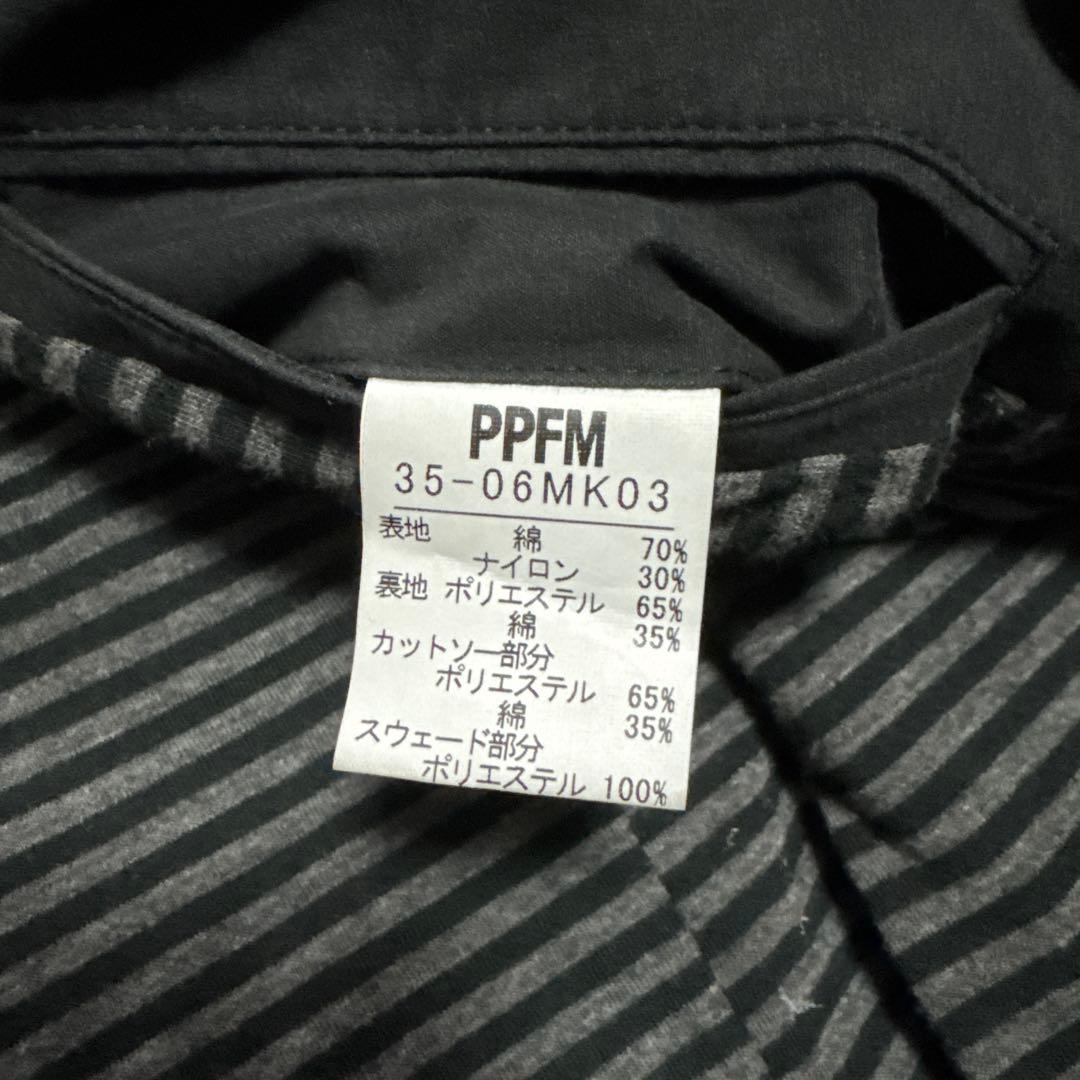 PPFM
35-06MK03
表地 綿 70%
ナイロン 30%
裏地 ポリエステル 65%
綿 35%
カットソー部分
ポリエステル 65%
綿 35%
スウェード部分
ポリエステル 100%